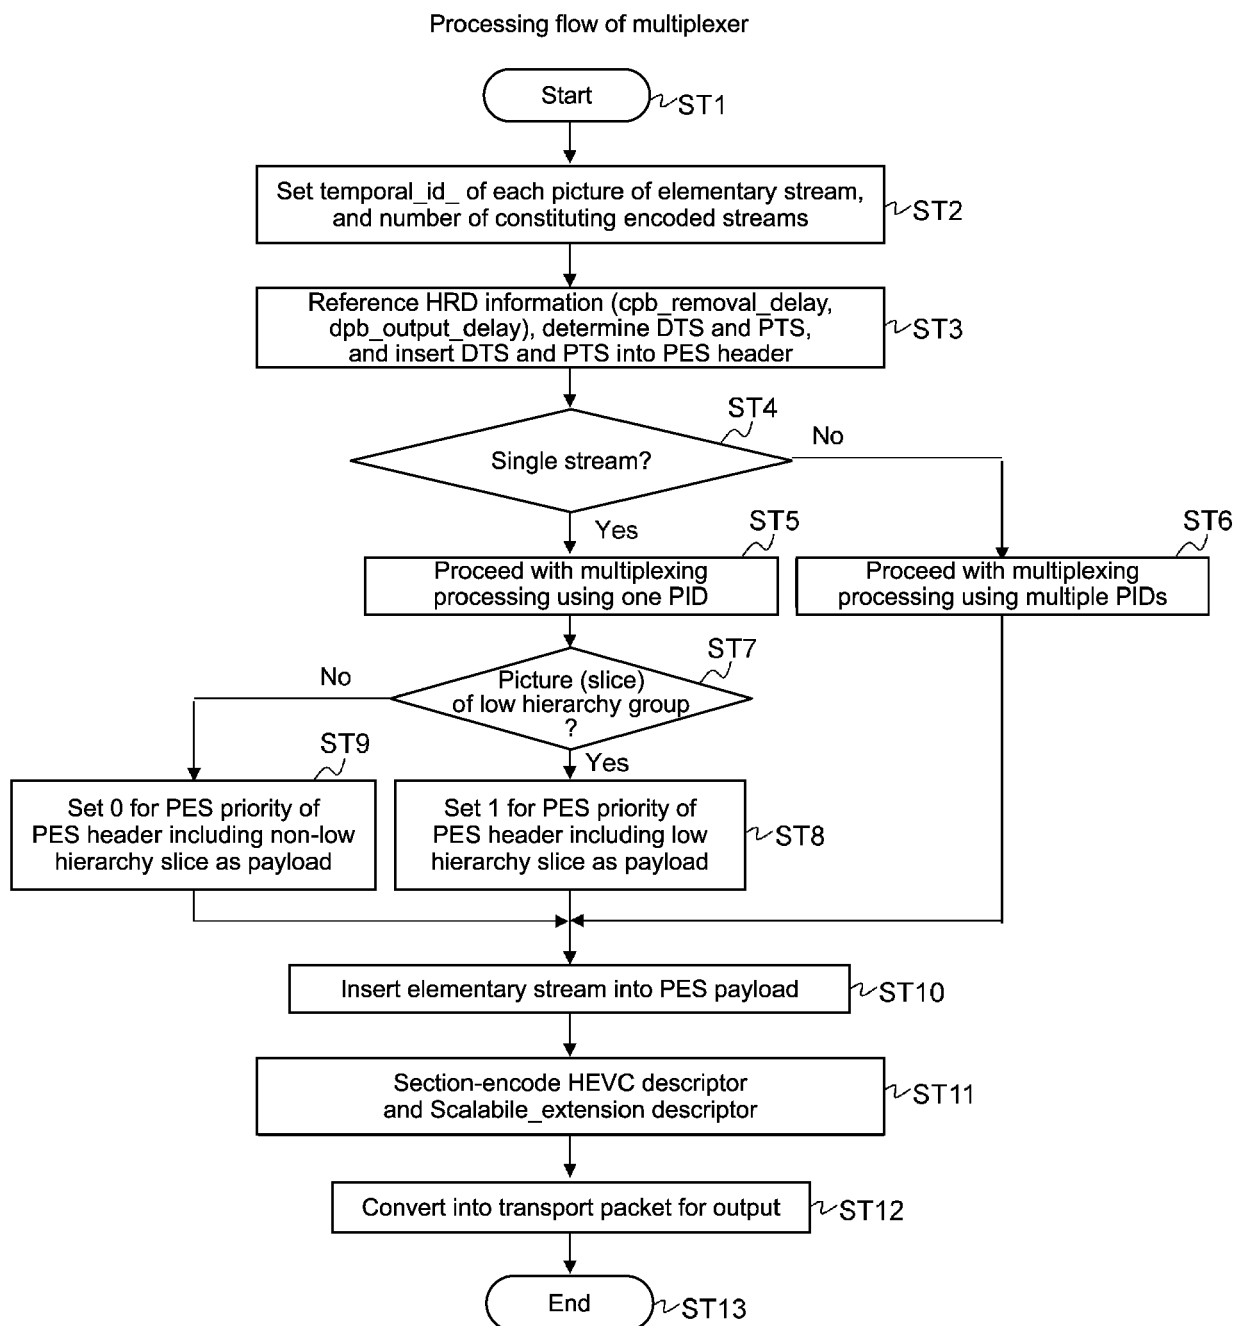 Processing flow of multiplexer
Start
ST1
Set temporal_id_ of each picture of elementary stream,
and number of constituting encoded streams
ST2
Reference HRD information (cpb_removal_delay,
dpb_output_delay), determine DTS and PTS,
and insert DTS and PTS into PES header
ST3
ST4
Single stream?
No
Yes
ST5
Proceed with multiplexing
processing using one PID
ST6
Proceed with multiplexing
processing using multiple PIDs
ST7
Picture (slice)
of low hierarchy group
?
No
Yes
ST9
Set 0 for PES priority of
PES header including non-low
hierarchy slice as payload
Set 1 for PES priority of
PES header including low
hierarchy slice as payload
ST8
Insert elementary stream into PES payload
ST10
Section-encode HEVC descriptor
and Scalabile_extension descriptor
ST11
Convert into transport packet for output
ST12
End
ST13